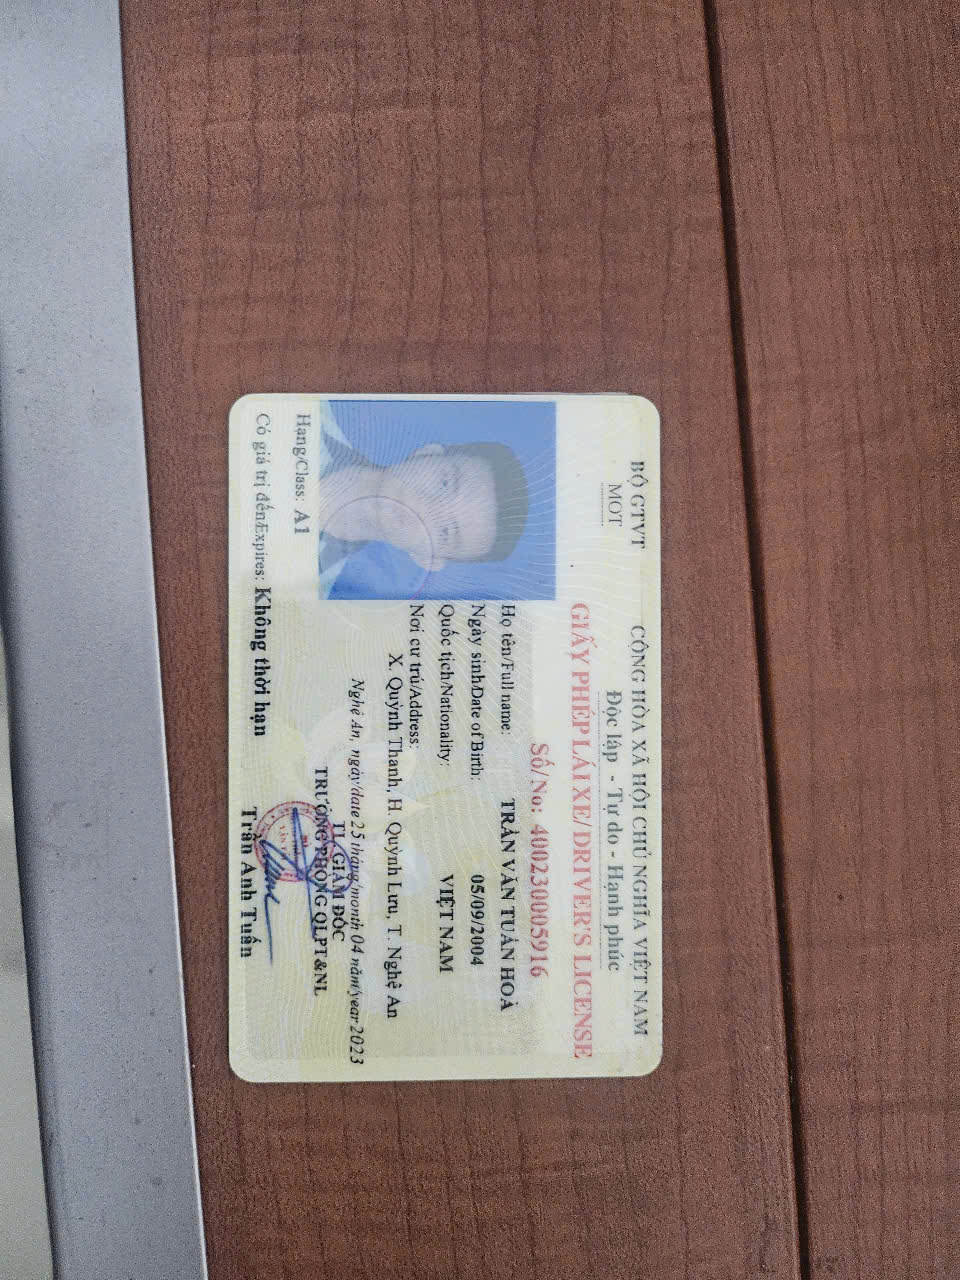 BỘ GTVT
MOT
CỘNG HÒA XÃ HỘI CHỦ NGHĨA VIỆT NAM
Độc lập - Tự do - Hạnh phúc
GIẤY PHÉP LÁI XE/DRIVER'S LICENSE
Số/No: 400230005916
Họ tên/Full name: TRẦN VĂN TUẤN HOÀ
Ngày sinh/Date of Birth: 05/09/2004
Quốc tịch/Nationality: VIỆT NAM
Nơi cư trú/Address:
X. Quỳnh Thanh, H. Quỳnh Lưu, T. Nghệ An
Nghệ An, ngày/date 25 tháng/month 04 năm/year 2023
TL. GIÁM ĐỐC
TRƯỞNG PHÒNG QLPT&NL
Hạng/Class: A1
Có giá trị đến/Expires: Không thời hạn
Trần Anh Tuấn